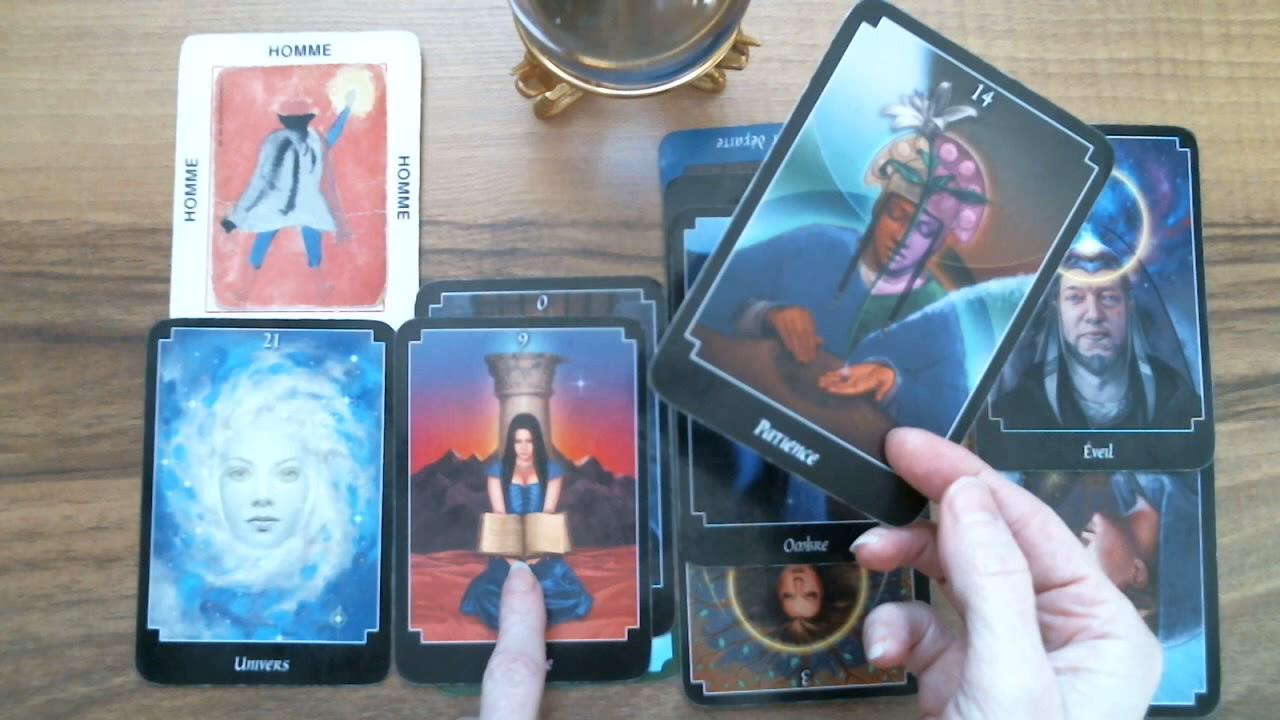 HOMME
HOMME
HOMME
21
Univers
0
9
14
Patience
Ombre
3
Éveil